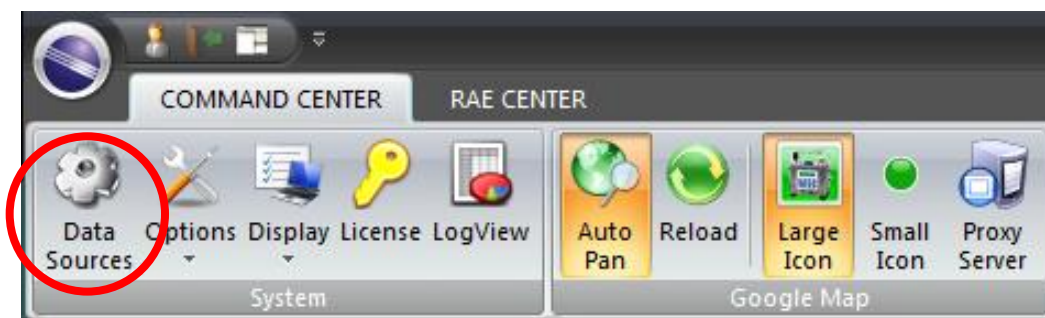 COMMAND CENTER RAE CENTER
Data Sources
Options
Display
License
LogView
Auto Pan
Reload
Large Icon
Small Icon
Proxy Server
System
Google Map